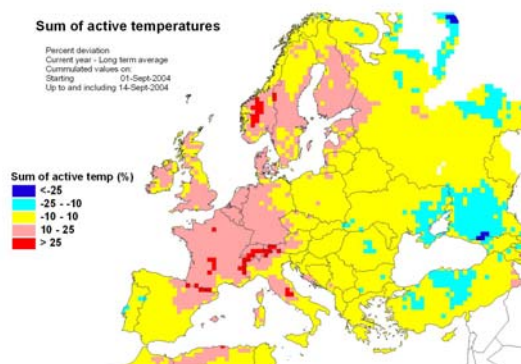 Sum of active temperatures
Percent deviation
Current year - Long term average
Cummulated values on:
Starting 01-Sept-2004
Up to and including 14-Sept-2004
Sum of active temp (%)
<-25
-25 - -10
-10 - 10
10 - 25
> 25